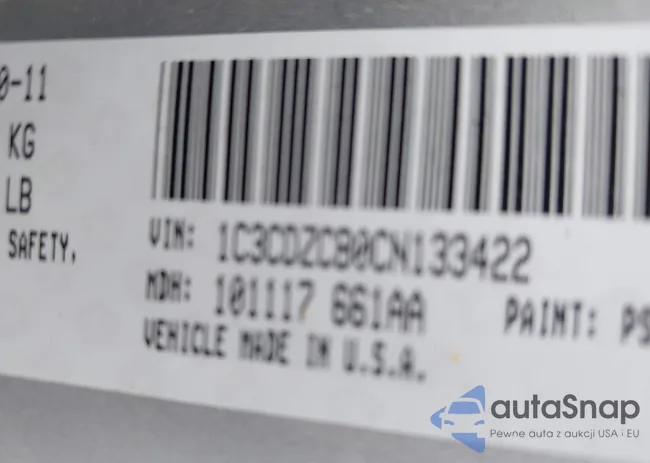 0-11
KG
LB
SAFETY,
VIN: 1C3CDZCB0CN133422
MDH: 101117 661AA PAINT: PS
VEHICLE MADE IN U.S.A.
autaSnap
Pewne auta z aukcji USA i EU